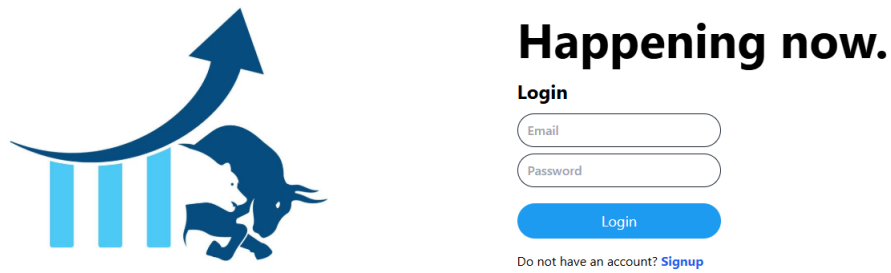 Happening now.
Login
Email
Password
Login
Do not have an account? Signup